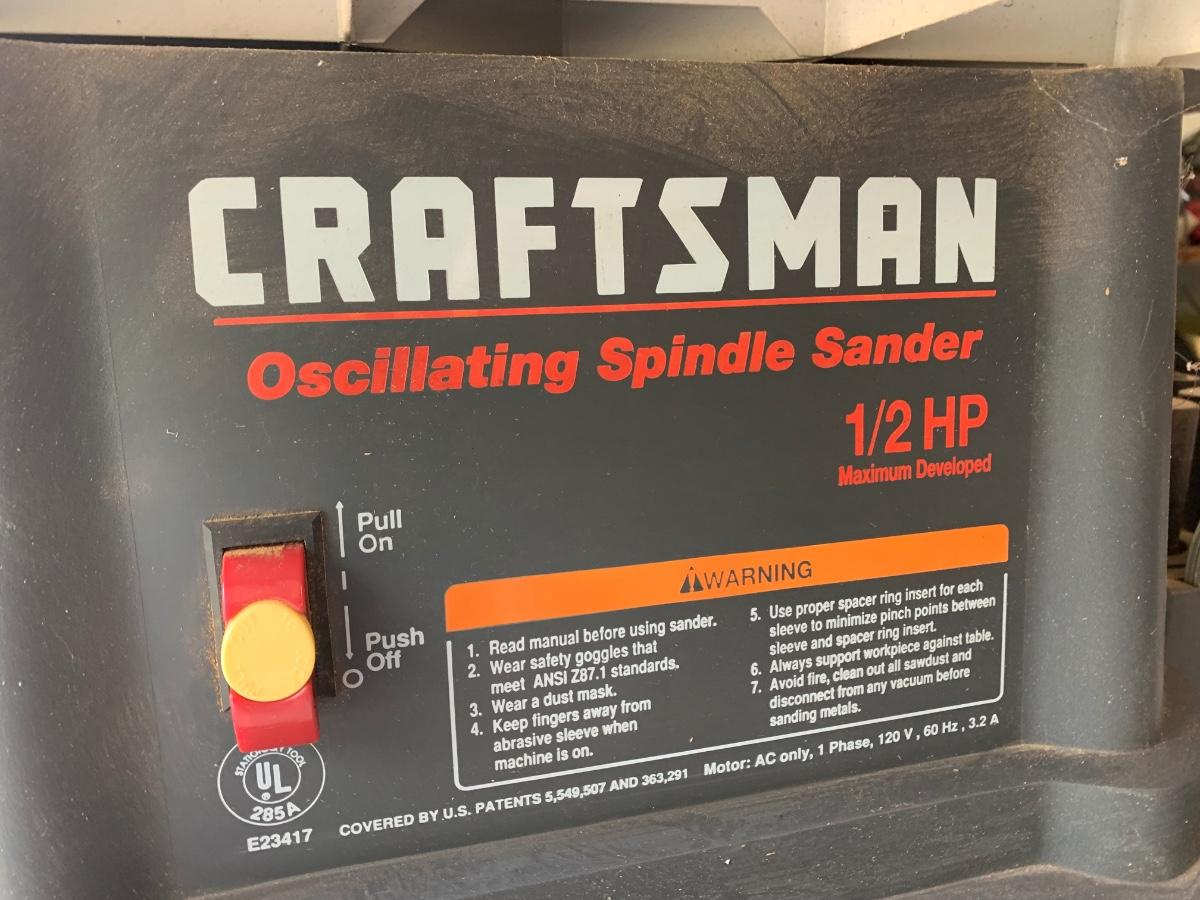 CRAFTSMAN
Oscillating Spindle Sander
1/2 HP
Maximum Developed
Pull
On
Push
Off
WARNING
1. Read manual before using sander.
2. Wear safety goggles that
meet ANSI Z87.1 standards.
3. Wear a dust mask.
4. Keep fingers away from
abrasive sleeve when
machine is on.
5. Use proper spacer ring insert for each
sleeve to minimize pinch points between
sleeve and spacer ring insert.
6. Always support workpiece against table.
7. Avoid fire, clean out all sawdust and
disconnect from any vacuum before
sanding metals.
STATIONARY TOOL
UL
285A
E23417
COVERED BY U.S. PATENTS 5,549,507 AND 363,291
Motor: AC only, 1 Phase, 120 V , 60 Hz , 3.2 A